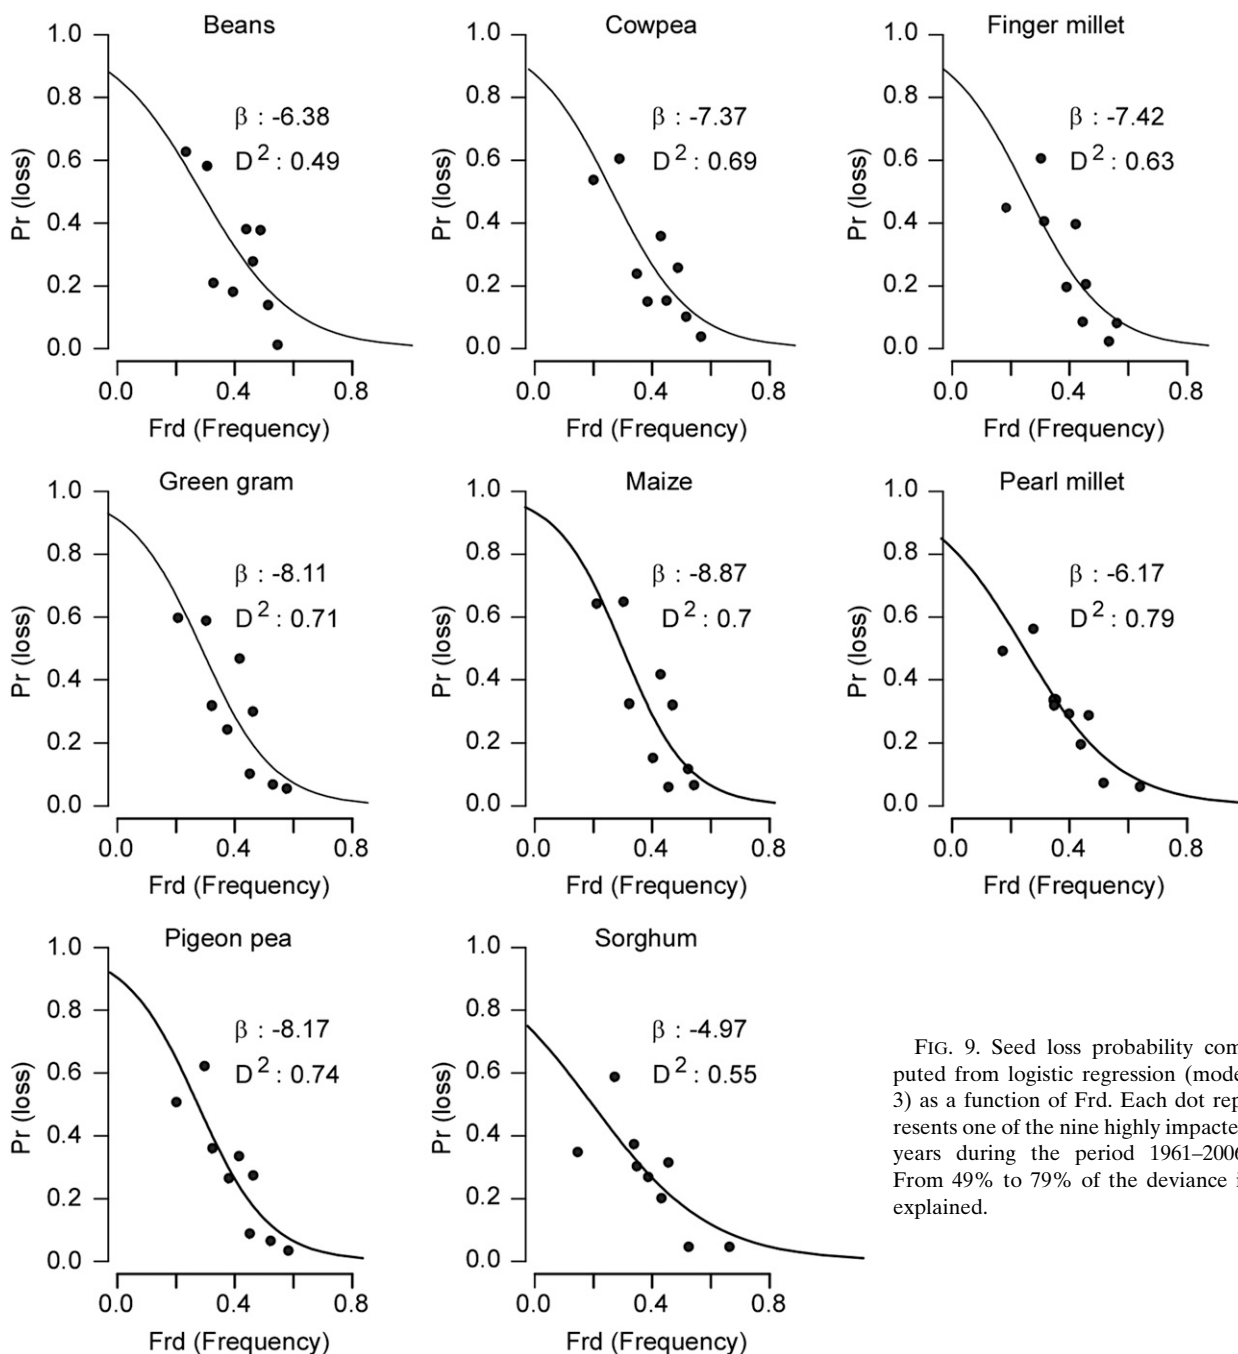 Beans
1.0
0.8
0.6
0.4
0.2
0.0
Pr (loss)
β : -6.38
D² : 0.49
0.0 0.4 0.8
Frd (Frequency)
Cowpea
1.0
0.8
0.6
0.4
0.2
0.0
Pr (loss)
β : -7.37
D² : 0.69
0.0 0.4 0.8
Frd (Frequency)
Finger millet
1.0
0.8
0.6
0.4
0.2
0.0
Pr (loss)
β : -7.42
D² : 0.63
0.0 0.4 0.8
Frd (Frequency)
Green gram
1.0
0.8
0.6
0.4
0.2
0.0
Pr (loss)
β : -8.11
D² : 0.71
0.0 0.4 0.8
Frd (Frequency)
Maize
1.0
0.8
0.6
0.4
0.2
0.0
Pr (loss)
β : -8.87
D² : 0.7
0.0 0.4 0.8
Frd (Frequency)
Pearl millet
1.0
0.8
0.6
0.4
0.2
0.0
Pr (loss)
β : -6.17
D² : 0.79
0.0 0.4 0.8
Frd (Frequency)
Pigeon pea
1.0
0.8
0.6
0.4
0.2
0.0
Pr (loss)
β : -8.17
D² : 0.74
0.0 0.4 0.8
Frd (Frequency)
Sorghum
1.0
0.8
0.6
0.4
0.2
0.0
Pr (loss)
β : -4.97
D² : 0.55
0.0 0.4 0.8
Frd (Frequency)
FIG. 9. Seed loss probability com
puted from logistic regression (mode
3) as a function of Frd. Each dot rep
resents one of the nine highly impacte
years during the period 1961–2006
From 49% to 79% of the deviance i
explained.